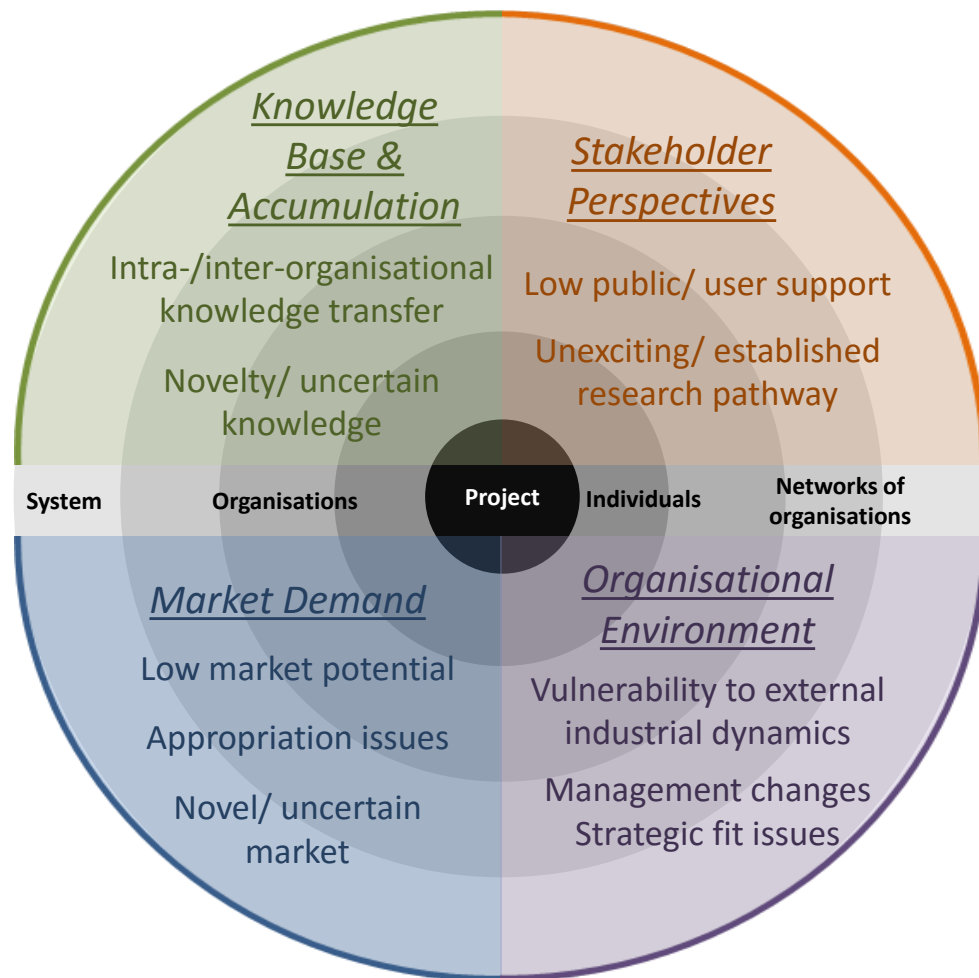 Knowledge
Base &
Accumulation
Intra-/inter-organisational
knowledge transfer
Novelty/ uncertain
knowledge
Stakeholder
Perspectives
Low public/ user support
Unexciting/ established
research pathway
System
Organisations
Project
Individuals
Networks of
organisations
Market Demand
Low market potential
Appropriation issues
Novel/ uncertain
market
Organisational
Environment
Vulnerability to external
industrial dynamics
Management changes
Strategic fit issues